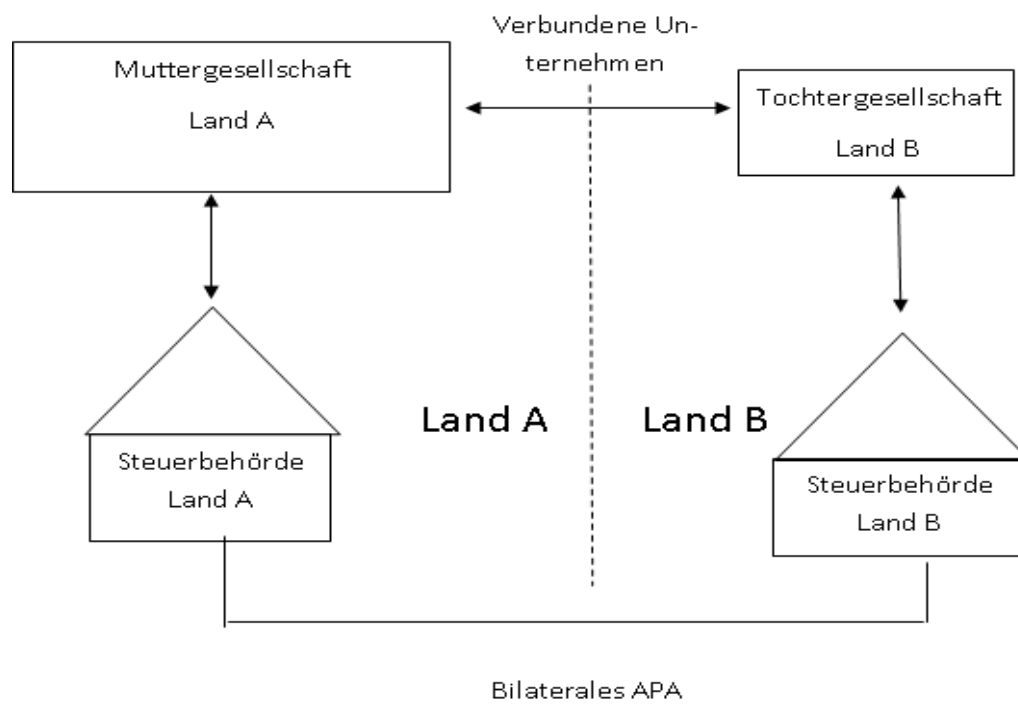 Verbundene Un-
ternehmen
Muttergesellschaft
Land A
Tochtergesellschaft
Land B
Land A
Land B
Steuerbehörde
Land A
Steuerbehörde
Land B
Bilaterales APA